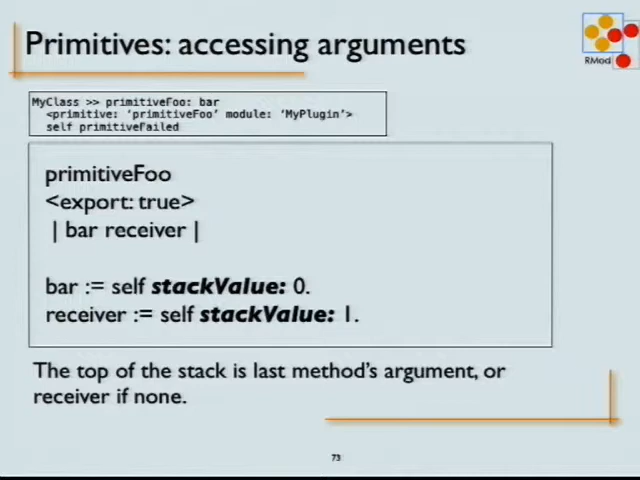 Primitives: accessing arguments
RMod
MyClass >> primitiveFoo: bar
<primitive: 'primitiveFoo' module: 'MyPlugin'>
self primitiveFailed
primitiveFoo
<export: true>
| bar receiver |
bar := self stackValue: 0.
receiver := self stackValue: 1.
The top of the stack is last method's argument, or
receiver if none.
73